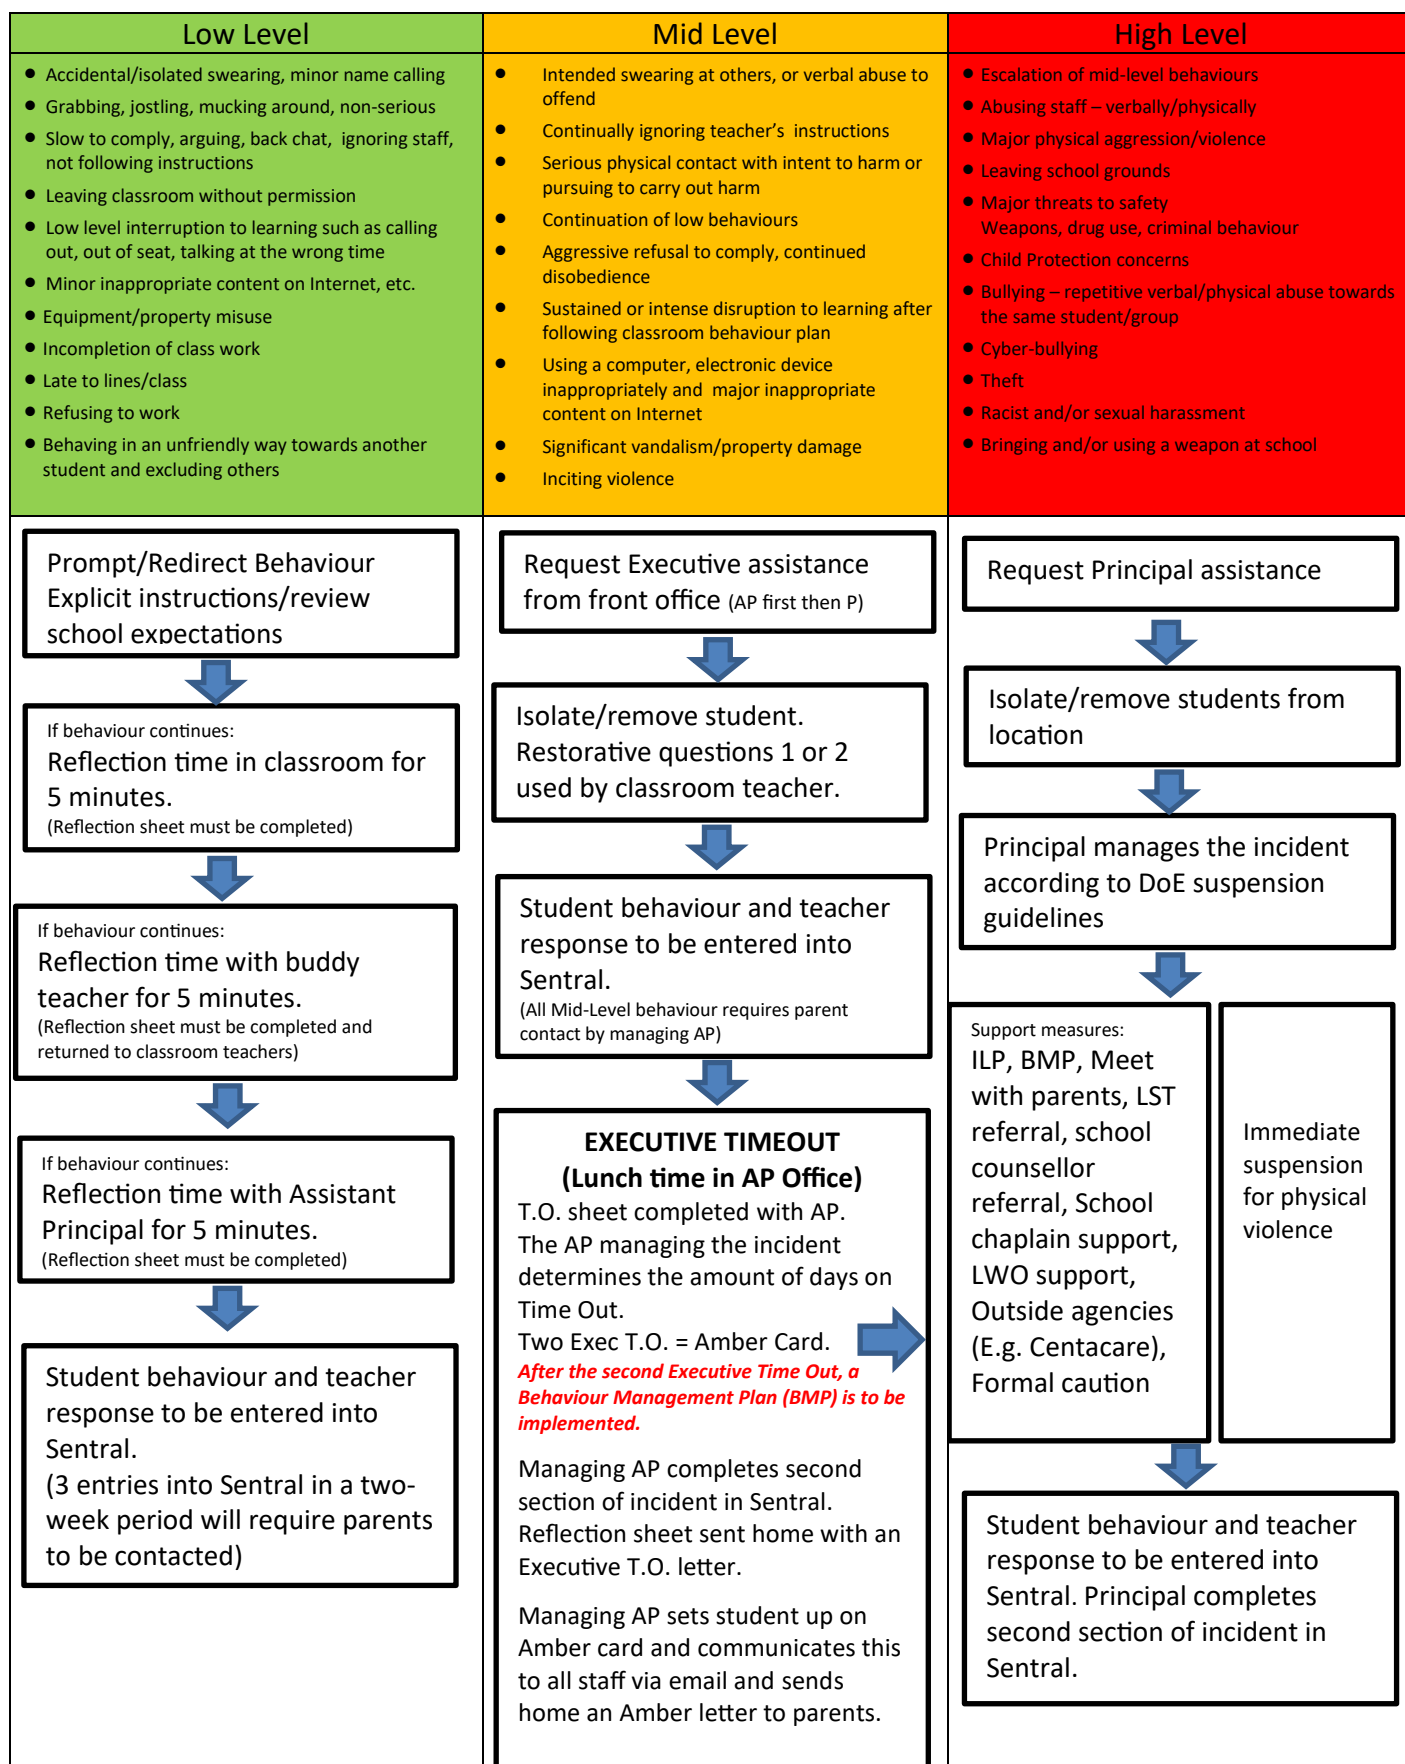 Low Level
• Accidental/isolated swearing, minor name calling
• Grabbing, jostling, mucking around, non-serious
• Slow to comply, arguing, back chat, ignoring staff,
not following instructions
• Leaving classroom without permission
• Low level interruption to learning such as calling
out, out of seat, talking at the wrong time
• Minor inappropriate content on Internet, etc.
• Equipment/property misuse
• Incompletion of class work
• Late to lines/class
• Refusing to work
• Behaving in an unfriendly way towards another
student and excluding others
Prompt/Redirect Behaviour
Explicit instructions/review
school expectations
If behaviour continues:
Reflection time in classroom for
5 minutes.
(Reflection sheet must be completed)
If behaviour continues:
Reflection time with buddy
teacher for 5 minutes.
(Reflection sheet must be completed and
returned to classroom teachers)
If behaviour continues:
Reflection time with Assistant
Principal for 5 minutes.
(Reflection sheet must be completed)
Student behaviour and teacher
response to be entered into
Sentral.
(3 entries into Sentral in a two-
week period will require parents
to be contacted)
Mid Level
• Intended swearing at others, or verbal abuse to
offend
• Continually ignoring teacher’s instructions
• Serious physical contact with intent to harm or
pursuing to carry out harm
• Continuation of low behaviours
• Aggressive refusal to comply, continued
disobedience
• Sustained or intense disruption to learning after
following classroom behaviour plan
• Using a computer, electronic device
inappropriately and major inappropriate
content on Internet
• Significant vandalism/property damage
• Inciting violence
Request Executive assistance
from front office (AP first then P)
Isolate/remove student.
Restorative questions 1 or 2
used by classroom teacher.
Student behaviour and teacher
response to be entered into
Sentral.
(All Mid-Level behaviour requires parent
contact by managing AP)
EXECUTIVE TIMEOUT
(Lunch time in AP Office)
T.O. sheet completed with AP.
The AP managing the incident
determines the amount of days on
Time Out.
Two Exec T.O. = Amber Card.
After the second Executive Time Out, a
Behaviour Management Plan (BMP) is to be
implemented.
Managing AP completes second
section of incident in Sentral.
Reflection sheet sent home with an
Executive T.O. letter.
Managing AP sets student up on
Amber card and communicates this
to all staff via email and sends
home an Amber letter to parents.
High Level
• Escalation of mid-level behaviours
• Abusing staff – verbally/physically
• Major physical aggression/violence
• Leaving school grounds
• Major threats to safety
Weapons, drug use, criminal behaviour
• Child Protection concerns
• Bullying – repetitive verbal/physical abuse towards
the same student/group
• Cyber-bullying
• Theft
• Racist and/or sexual harassment
• Bringing and/or using a weapon at school
Request Principal assistance
Isolate/remove students from
location
Principal manages the incident
according to DoE suspension
guidelines
Support measures:
ILP, BMP, Meet
with parents, LST
referral, school
counsellor
referral, School
chaplain support,
LWO support,
Outside agencies
(E.g. Centacare),
Formal caution
Immediate
suspension
for physical
violence
Student behaviour and teacher
response to be entered into
Sentral. Principal completes
second section of incident in
Sentral.